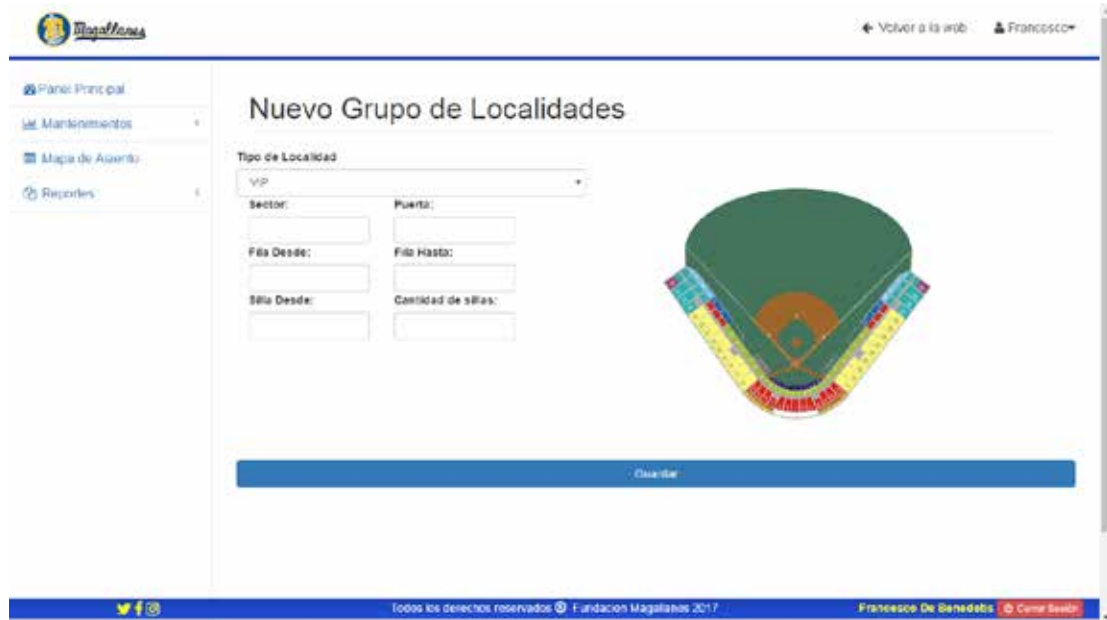 Magallanes
Volver a la web
Francesco
Panel Principal
Mantenimientos
Mapa de Asiento
Reportes
Nuevo Grupo de Localidades
Tipo de Localidad
VIP
Sector: Puerta:
Fila Desde: Fila Hasta:
Silla Desde: Cantidad de sillas:
Guardar
Todos los derechos reservados ® Fundacion Magallanes 2017
Francesco De Benedetis
Cerrar Sesión